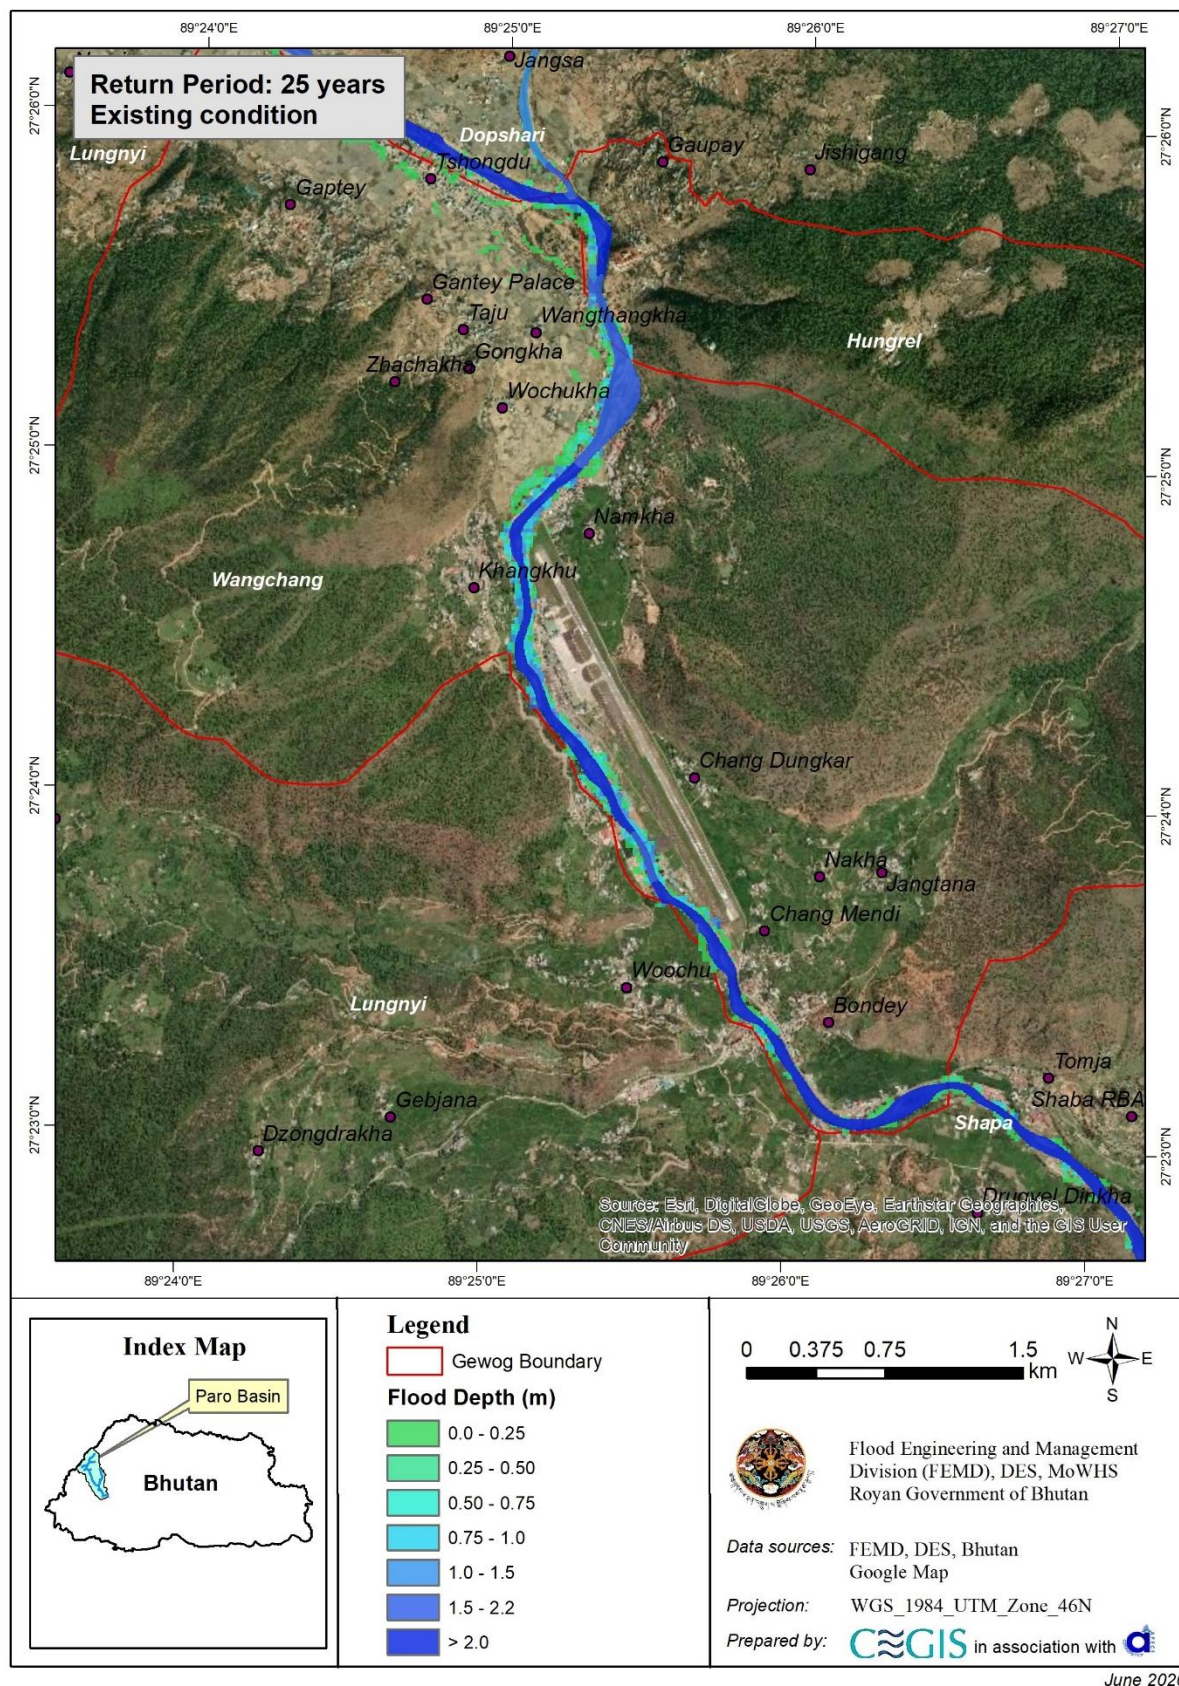 89°24'0"E
89°25'0"E
89°26'0"E
89°27'0"E
Return Period: 25 years
Existing condition
27°26'0"N
27°26'0"N
Jangsa
Dopshari
Lungnyi
Tshongdu
Gaupay
Jishigang
Gaptey
Gantey Palace
Taju
Wangthangkha
Hungrel
Gongkha
Zhachakha
Wochukha
27°25'0"N
27°25'0"N
Namkha
Wangchang
Khangkhu
Chang Dungkar
27°24'0"N
27°24'0"N
Nakha
Jangtana
Chang Mendi
Woochu
Lungnyi
Bondey
Tomja
Shaba RBA
Gebjana
Shapa
27°23'0"N
27°23'0"N
Dzongdrakha
Drugyel Dinkha
Source: Esri, DigitalGlobe, GeoEye, Earthstar Geographics,
CNES/Airbus DS, USDA, USGS, AeroGRID, IGN, and the GIS User
Community
89°24'0"E
89°25'0"E
89°26'0"E
89°27'0"E
Index Map
Paro Basin
Bhutan
Legend
Gewog Boundary
Flood Depth (m)
0.0 - 0.25
0.25 - 0.50
0.50 - 0.75
0.75 - 1.0
1.0 - 1.5
1.5 - 2.2
> 2.0
0 0.375 0.75 1.5
km
N
W E
S
Flood Engineering and Management
Division (FEMD), DES, MoWHS
Royan Government of Bhutan
Data sources: FEMD, DES, Bhutan
Google Map
Projection: WGS_1984_UTM_Zone_46N
Prepared by: CEGIS in association with
June 2020